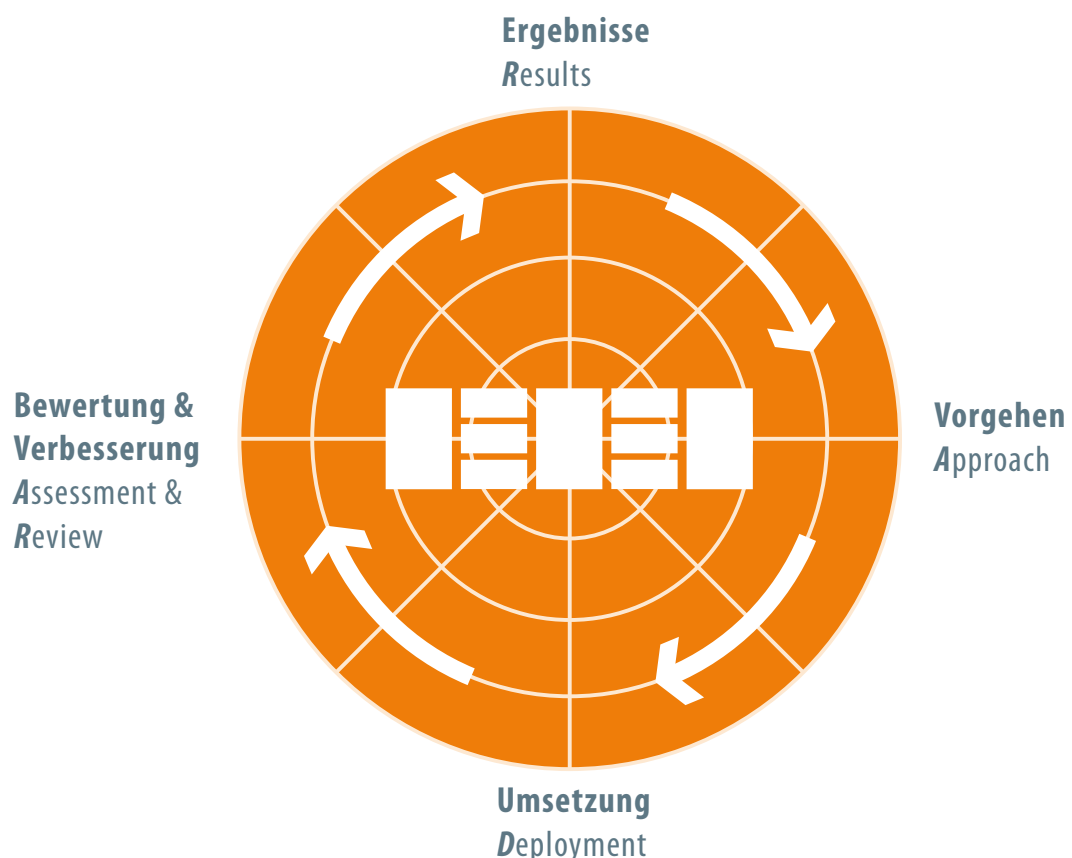 Ergebnisse
Results
Vorgehen
Approach
Umsetzung
Deployment
Bewertung &
Verbesserung
Assessment &
Review